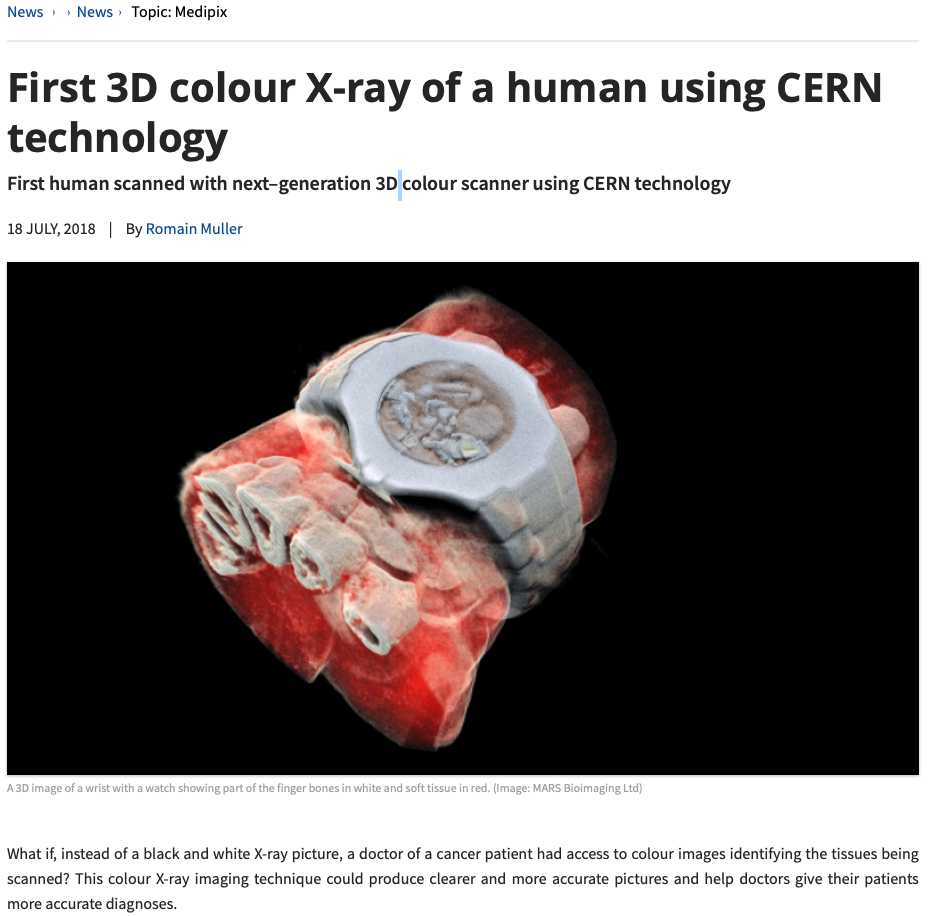 News › › News › Topic: Medipix
First 3D colour X-ray of a human using CERN
technology
First human scanned with next–generation 3D colour scanner using CERN technology
18 JULY, 2018 | By Romain Muller
A 3D image of a wrist with a watch showing part of the finger bones in white and soft tissue in red. (Image: MARS Bioimaging Ltd)
What if, instead of a black and white X-ray picture, a doctor of a cancer patient had access to colour images identifying the tissues being
scanned? This colour X-ray imaging technique could produce clearer and more accurate pictures and help doctors give their patients
more accurate diagnoses.